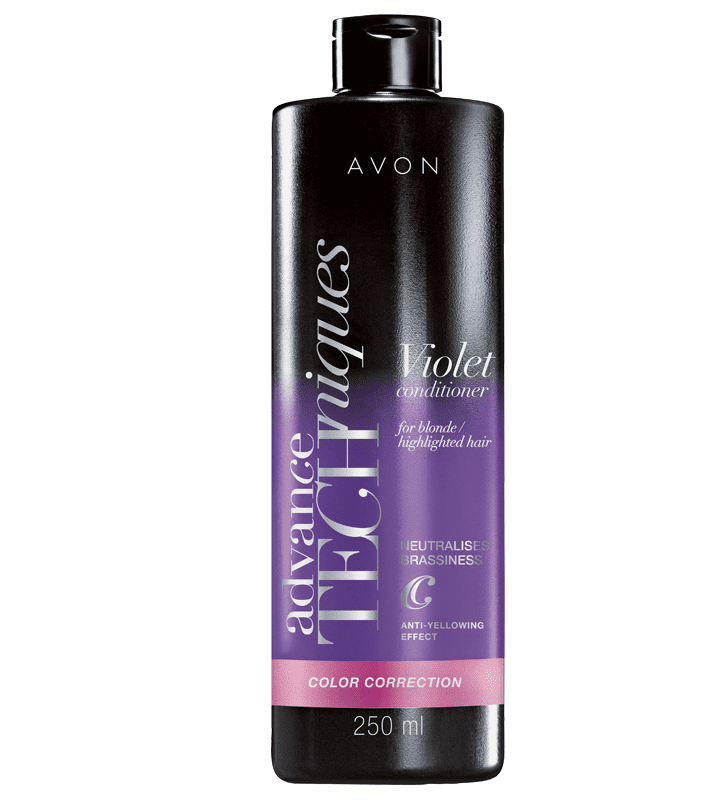 AVON
advance
TECHniques
Violet
conditioner
for blonde/
highlighted hair
NEUTRALISES
BRASSINESS
C
ANTI-YELLOWING
EFFECT
COLOR CORRECTION
250 ml